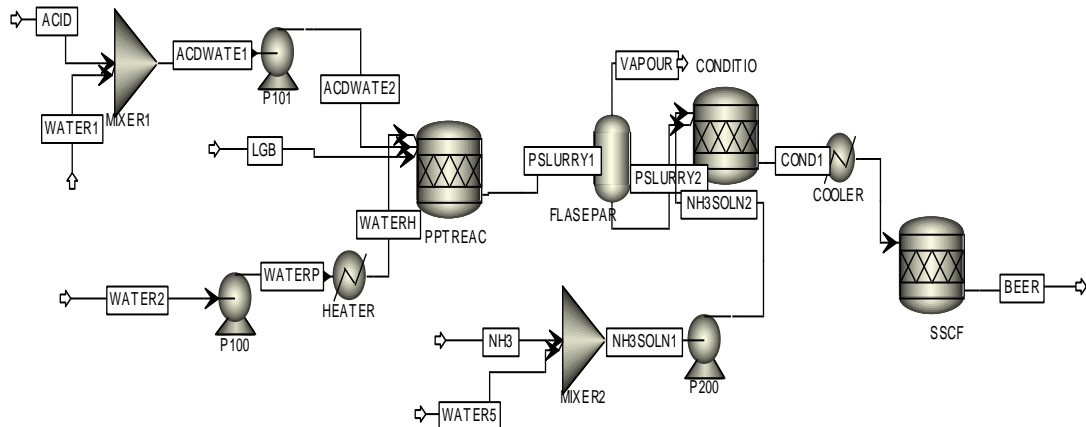 ACID
ACDWATE1
P101
MIXER1
WATER1
ACDWATE2
LGB
WATERH
PPTREAC
WATER2
P100
WATERP
HEATER
PSLURRY1
FLASEPAR
VAPOUR
CONDITIO
PSLURRY2
NH3SOLN2
COND1
COOLER
NH3
WATER5
MIXER2
NH3SOLN1
P200
SSCF
BEER